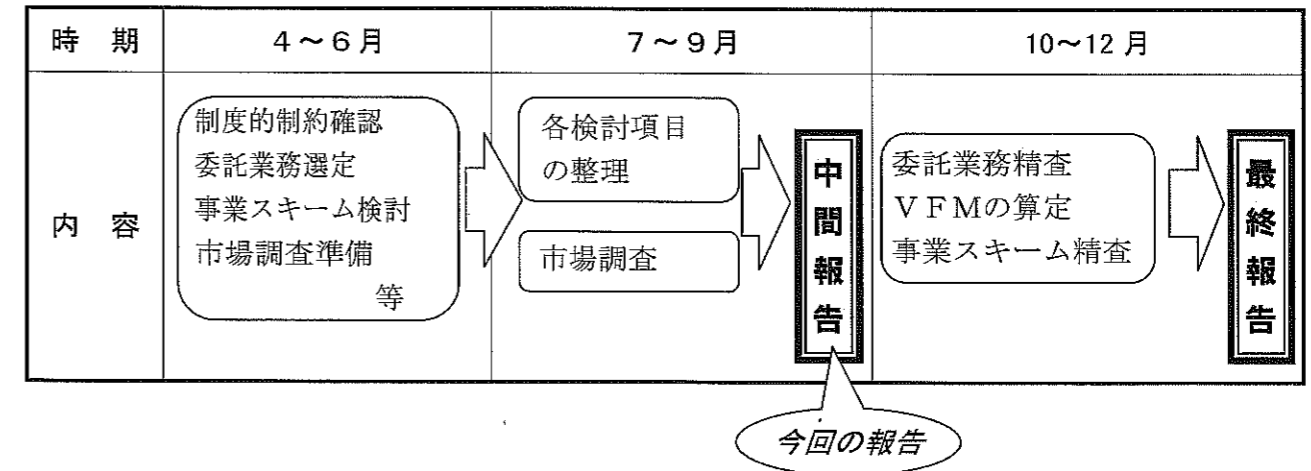 時 期
4～6月
7～9月
10～12月
内 容
制度的制約確認
委託業務選定
事業スキーム検討
市場調査準備
等
各検討項目
の整理
市場調査
中間報告
委託業務精査
ＶＦＭの算定
事業スキーム精査
最終報告
今回の報告